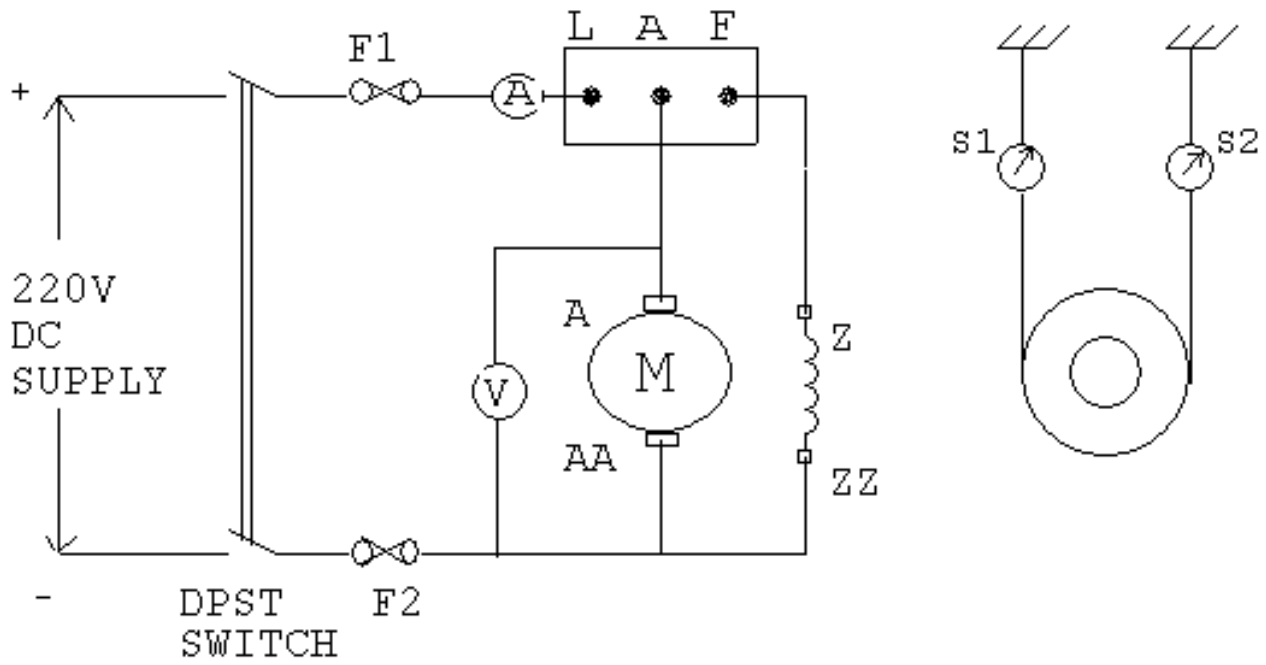 L A F
F1
+
A
S1
S2
220V
DC
SUPPLY
A
M
Z
V
AA
ZZ
-
DPST
SWITCH
F2